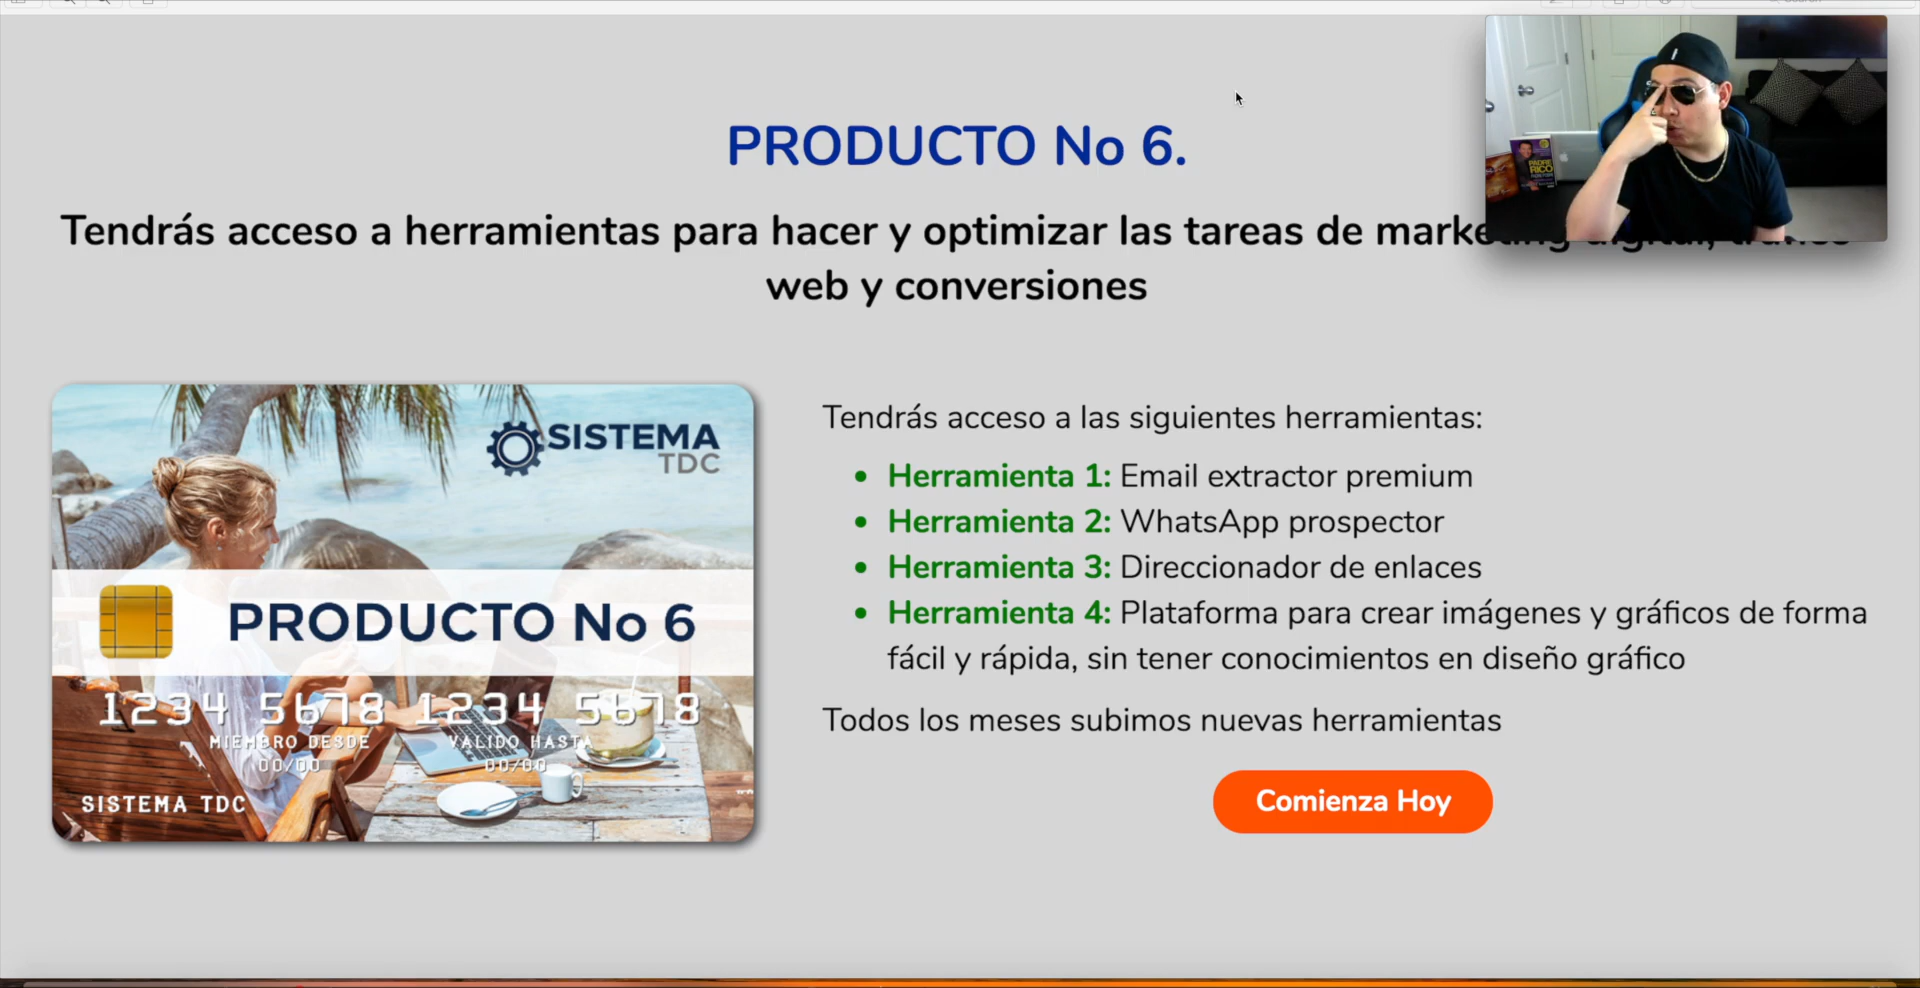 PRODUCTO No 6.
Tendrás acceso a herramientas para hacer y optimizar las tareas de marketing digital,
web y conversiones
SISTEMA
TDC
PRODUCTO No 6
1234 5678 1234 5678
MIEMBRO DESDE VALIDO HASTA
00/00 00/00
SISTEMA TDC
Tendrás acceso a las siguientes herramientas:
• Herramienta 1: Email extractor premium
• Herramienta 2: WhatsApp prospector
• Herramienta 3: Direccionador de enlaces
• Herramienta 4: Plataforma para crear imágenes y gráficos de forma
fácil y rápida, sin tener conocimientos en diseño gráfico
Todos los meses subimos nuevas herramientas
Comienza Hoy
PADRE
RICO